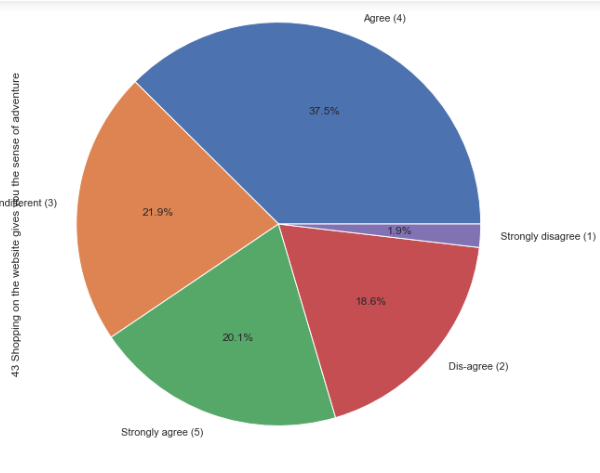 Agree (4)
37.5%
43 Shopping on the website gives you the sense of adventure
ndifferent (3)
21.9%
1.9%
Strongly disagree (1)
18.6%
20.1%
Dis-agree (2)
Strongly agree (5)